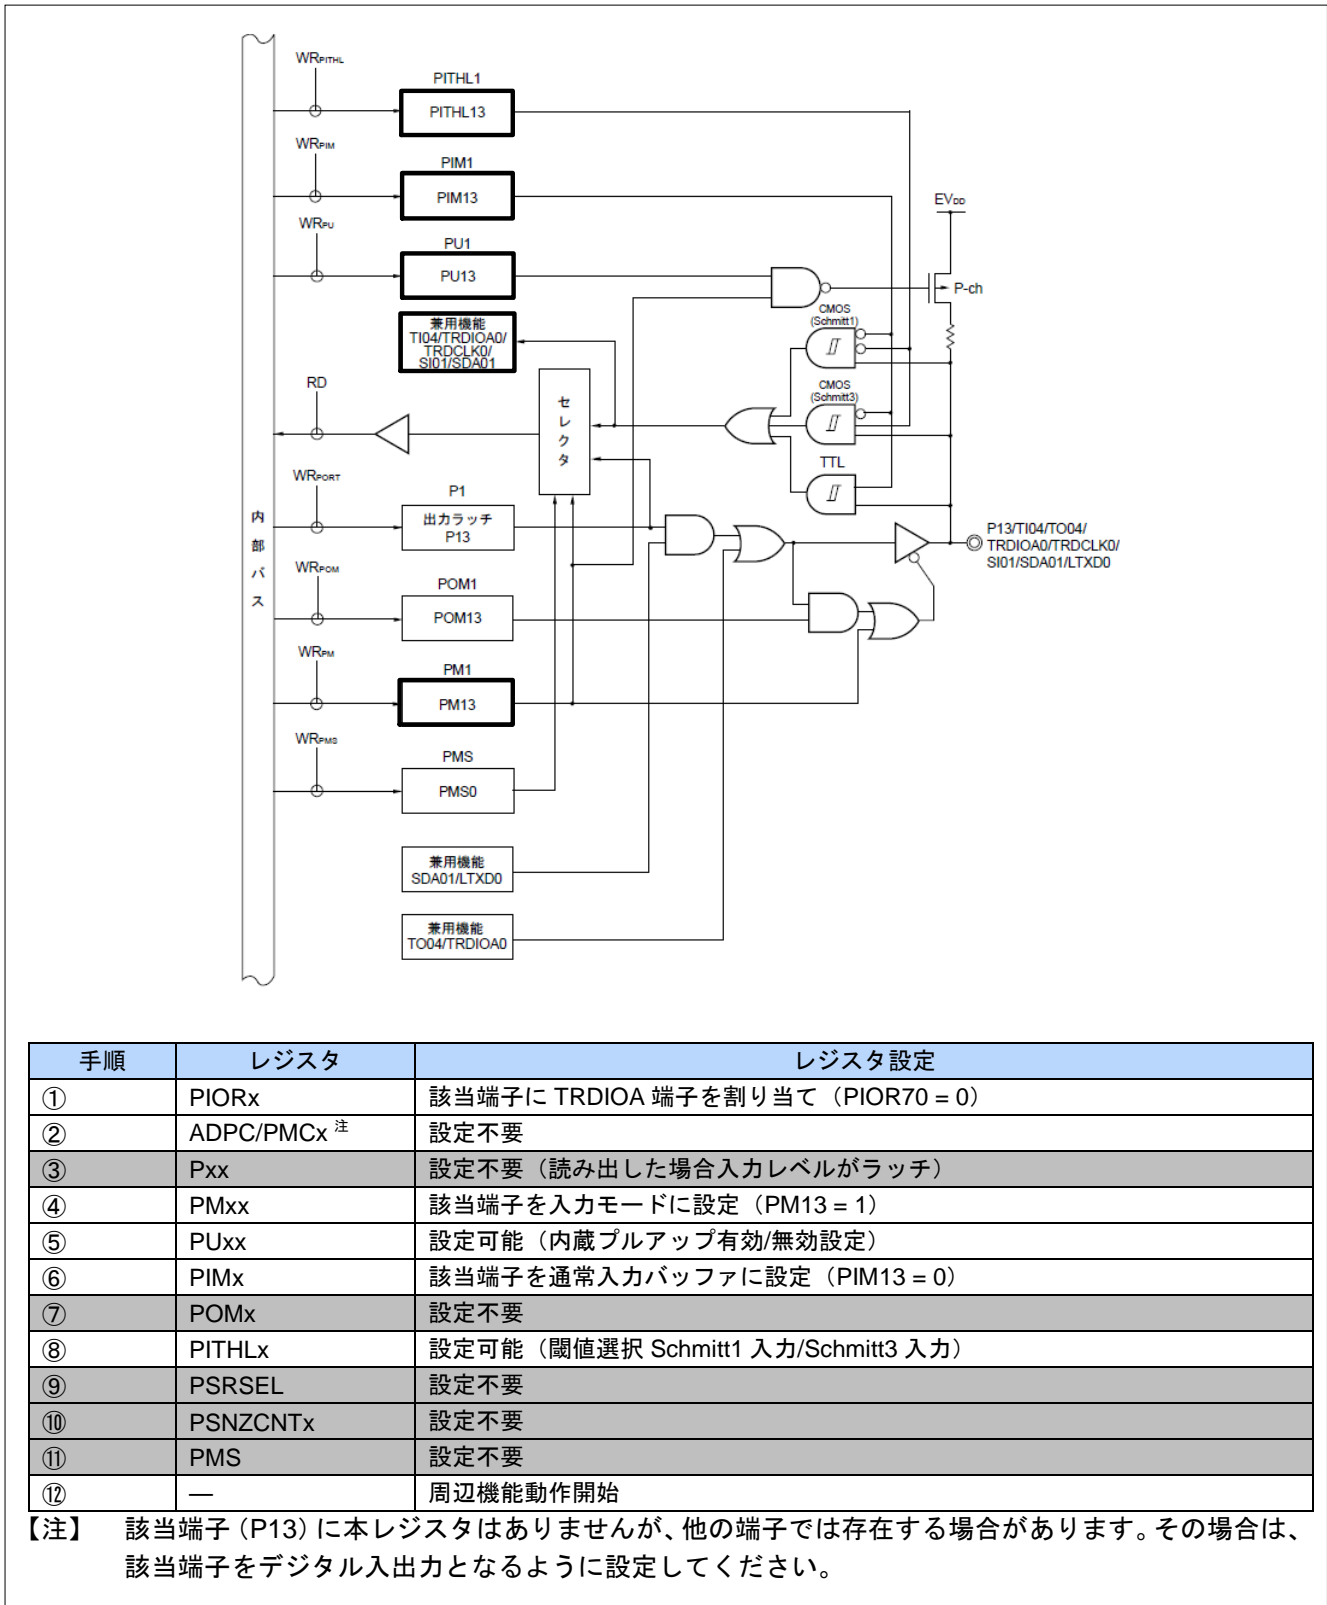 WRPITHL
PITHL1
PITHL13
WRPIM
PIM1
PIM13
WRPU
PU1
PU13
EVDD
P-ch
兼用機能
TI04/TRDIOA0/
TRDCLK0/
SI01/SDA01
CMOS
(Schmitt1)
RD
セレクタ
CMOS
(Schmitt3)
TTL
WRPORT
P1
出力ラッチ
P13
内部バス
P13/TI04/TO04/
TRDIOA0/TRDCLK0/
SI01/SDA01/LTXD0
WRPOM
POM1
POM13
WRPM
PM1
PM13
WRPMS
PMS
PMS0
兼用機能
SDA01/LTXD0
兼用機能
TO04/TRDIOA0
手順 レジスタ レジスタ設定
① PIORx 該当端子に TRDIOA 端子を割り当て（PIOR70 = 0）
② ADPC/PMCx 注 設定不要
③ Pxx 設定不要（読み出した場合入力レベルがラッチ）
④ PMxx 該当端子を入力モードに設定（PM13 = 1）
⑤ PUxx 設定可能（内蔵プルアップ有効/無効設定）
⑥ PIMx 該当端子を通常入力バッファに設定（PIM13 = 0）
⑦ POMx 設定不要
⑧ PITHLx 設定可能（閾値選択 Schmitt1 入力/Schmitt3 入力）
⑨ PSRSEL 設定不要
⑩ PSNZCNTx 設定不要
⑪ PMS 設定不要
⑫ — 周辺機能動作開始
【注】 該当端子（P13）に本レジスタはありませんが、他の端子では存在する場合があります。その場合は、
該当端子をデジタル入出力となるように設定してください。